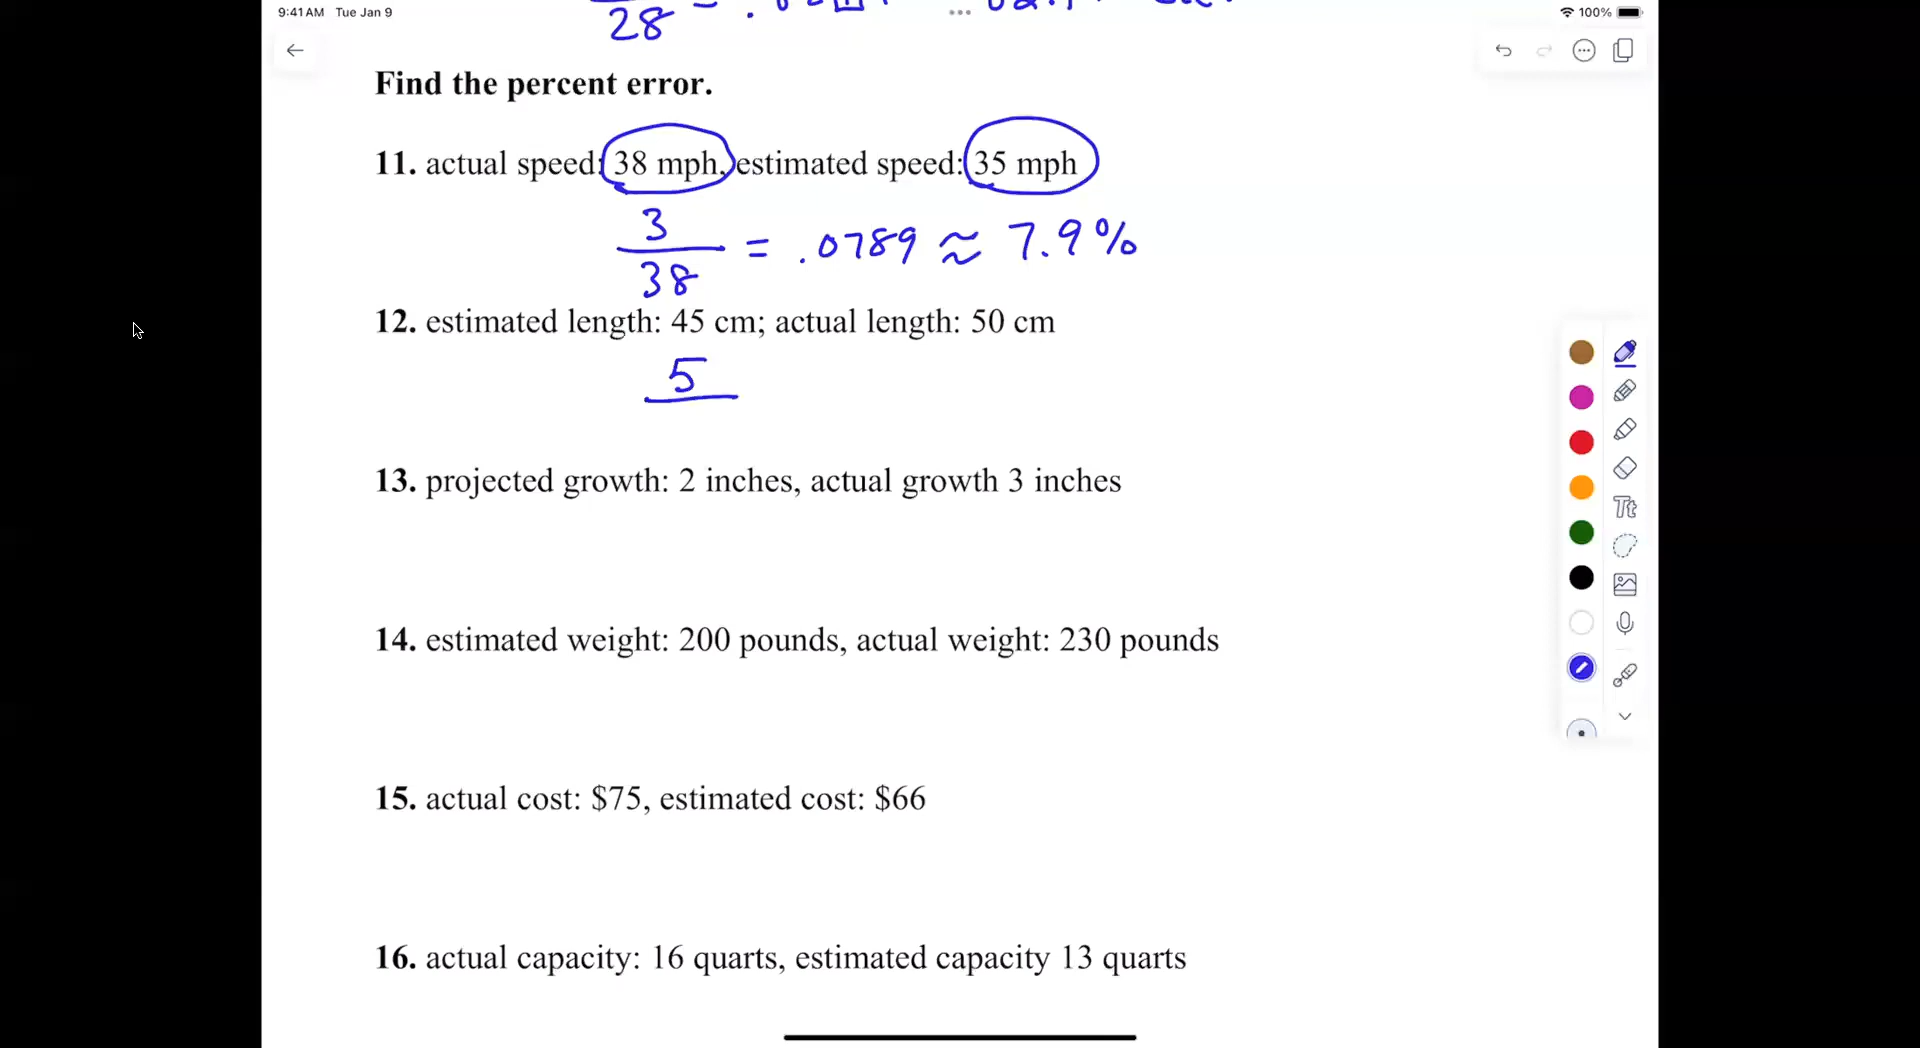 9:41 AM Tue Jan 9
100%
28 =
Find the percent error.
11. actual speed: 38 mph, estimated speed: 35 mph
3
38
= .0789 ≈ 7.9%
12. estimated length: 45 cm; actual length: 50 cm
5
13. projected growth: 2 inches, actual growth 3 inches
14. estimated weight: 200 pounds, actual weight: 230 pounds
15. actual cost: $75, estimated cost: $66
16. actual capacity: 16 quarts, estimated capacity 13 quarts
Tt